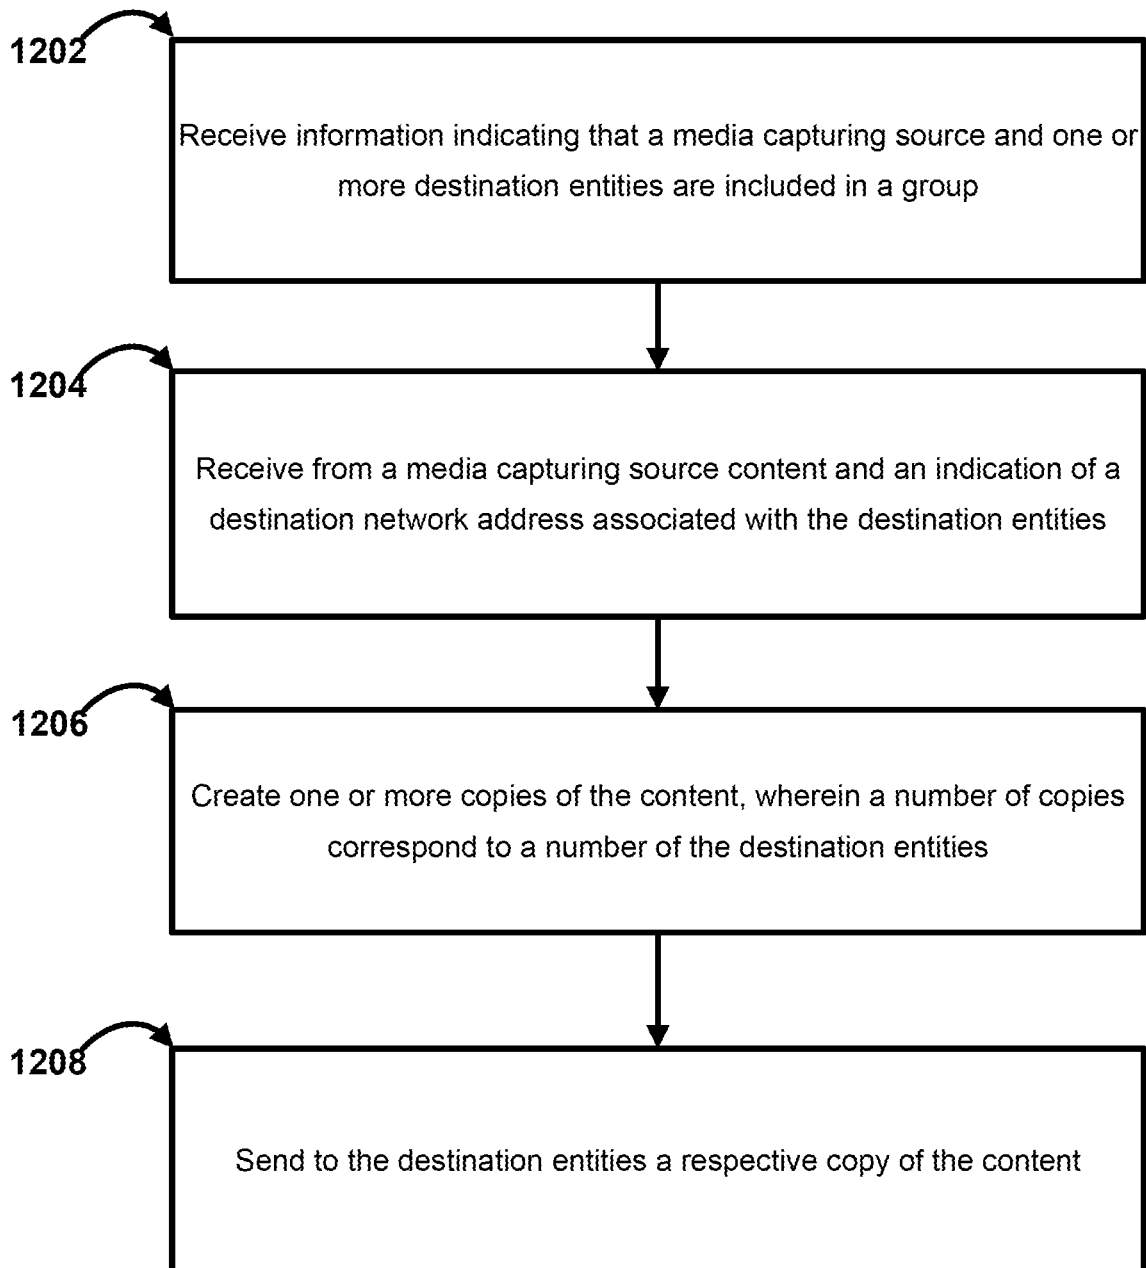 1202
Receive information indicating that a media capturing source and one or
more destination entities are included in a group
1204
Receive from a media capturing source content and an indication of a
destination network address associated with the destination entities
1206
Create one or more copies of the content, wherein a number of copies
correspond to a number of the destination entities
1208
Send to the destination entities a respective copy of the content